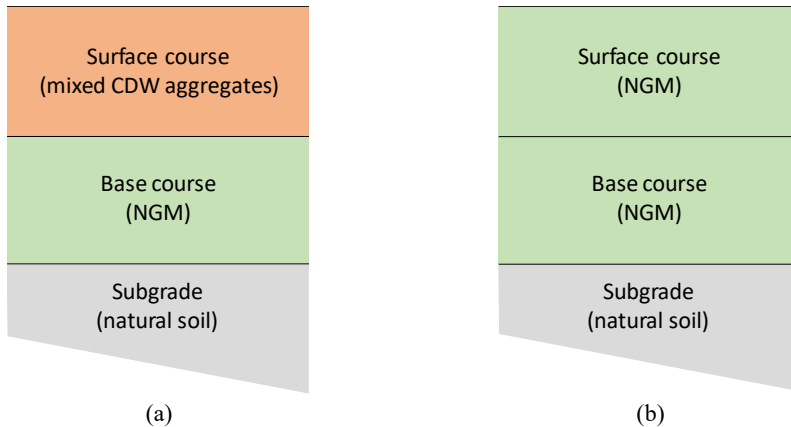 Surface course
(mixed CDW aggregates)
Base course
(NGM)
Subgrade
(natural soil)
(a)
Surface course
(NGM)
Base course
(NGM)
Subgrade
(natural soil)
(b)